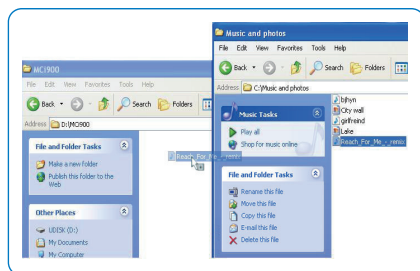 MCI900
File Edit View Favorites Tools Help
Back Search Folders
Address D:\MCI900
File and Folder Tasks
Make a new folder
Publish this folder to the
Web
Other Places
UDISK (D:)
My Documents
My Computer
Reach_For_Me_-_remix
Music and photos
File Edit View Favorites Tools Help
Back Search Folders
Address C:\Music and photos
Music Tasks
Play all
Shop for music online
File and Folder Tasks
Rename this file
Move this file
Copy this file
E-mail this file
Delete this file
bjhyn
City wall
girlfreind
Lake
Reach_For_Me_-_remix